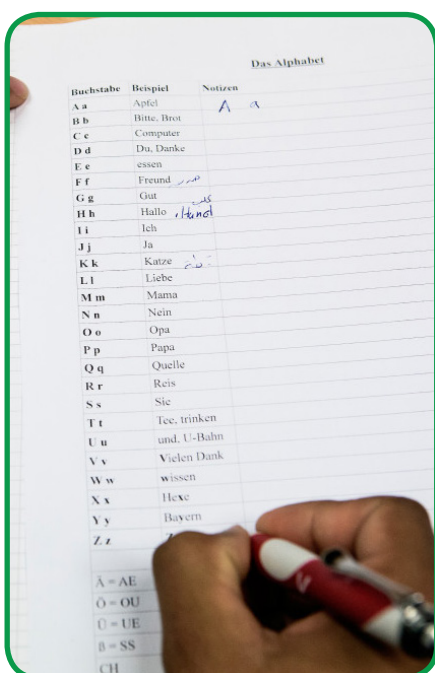 Das Alphabet
Buchstabe Beispiel Notizen
A a Apfel A a
B b Bitte, Brot
C c Computer
D d Du, Danke
E e essen
F f Freund
G g Gut
H h Hallo, Hund كلب
I i Ich
J j Ja
K k Katze
L l Liebe
M m Mama
N n Nein
O o Opa
P p Papa
Q q Quelle
R r Reis
S s Sie
T t Tee, trinken
U u und, U-Bahn
V v Vielen Dank
W w wissen
X x Hexe
Y y Bayern
Z z
Ä = AE
Ö = OU
Ü = UE
ß = SS
CH